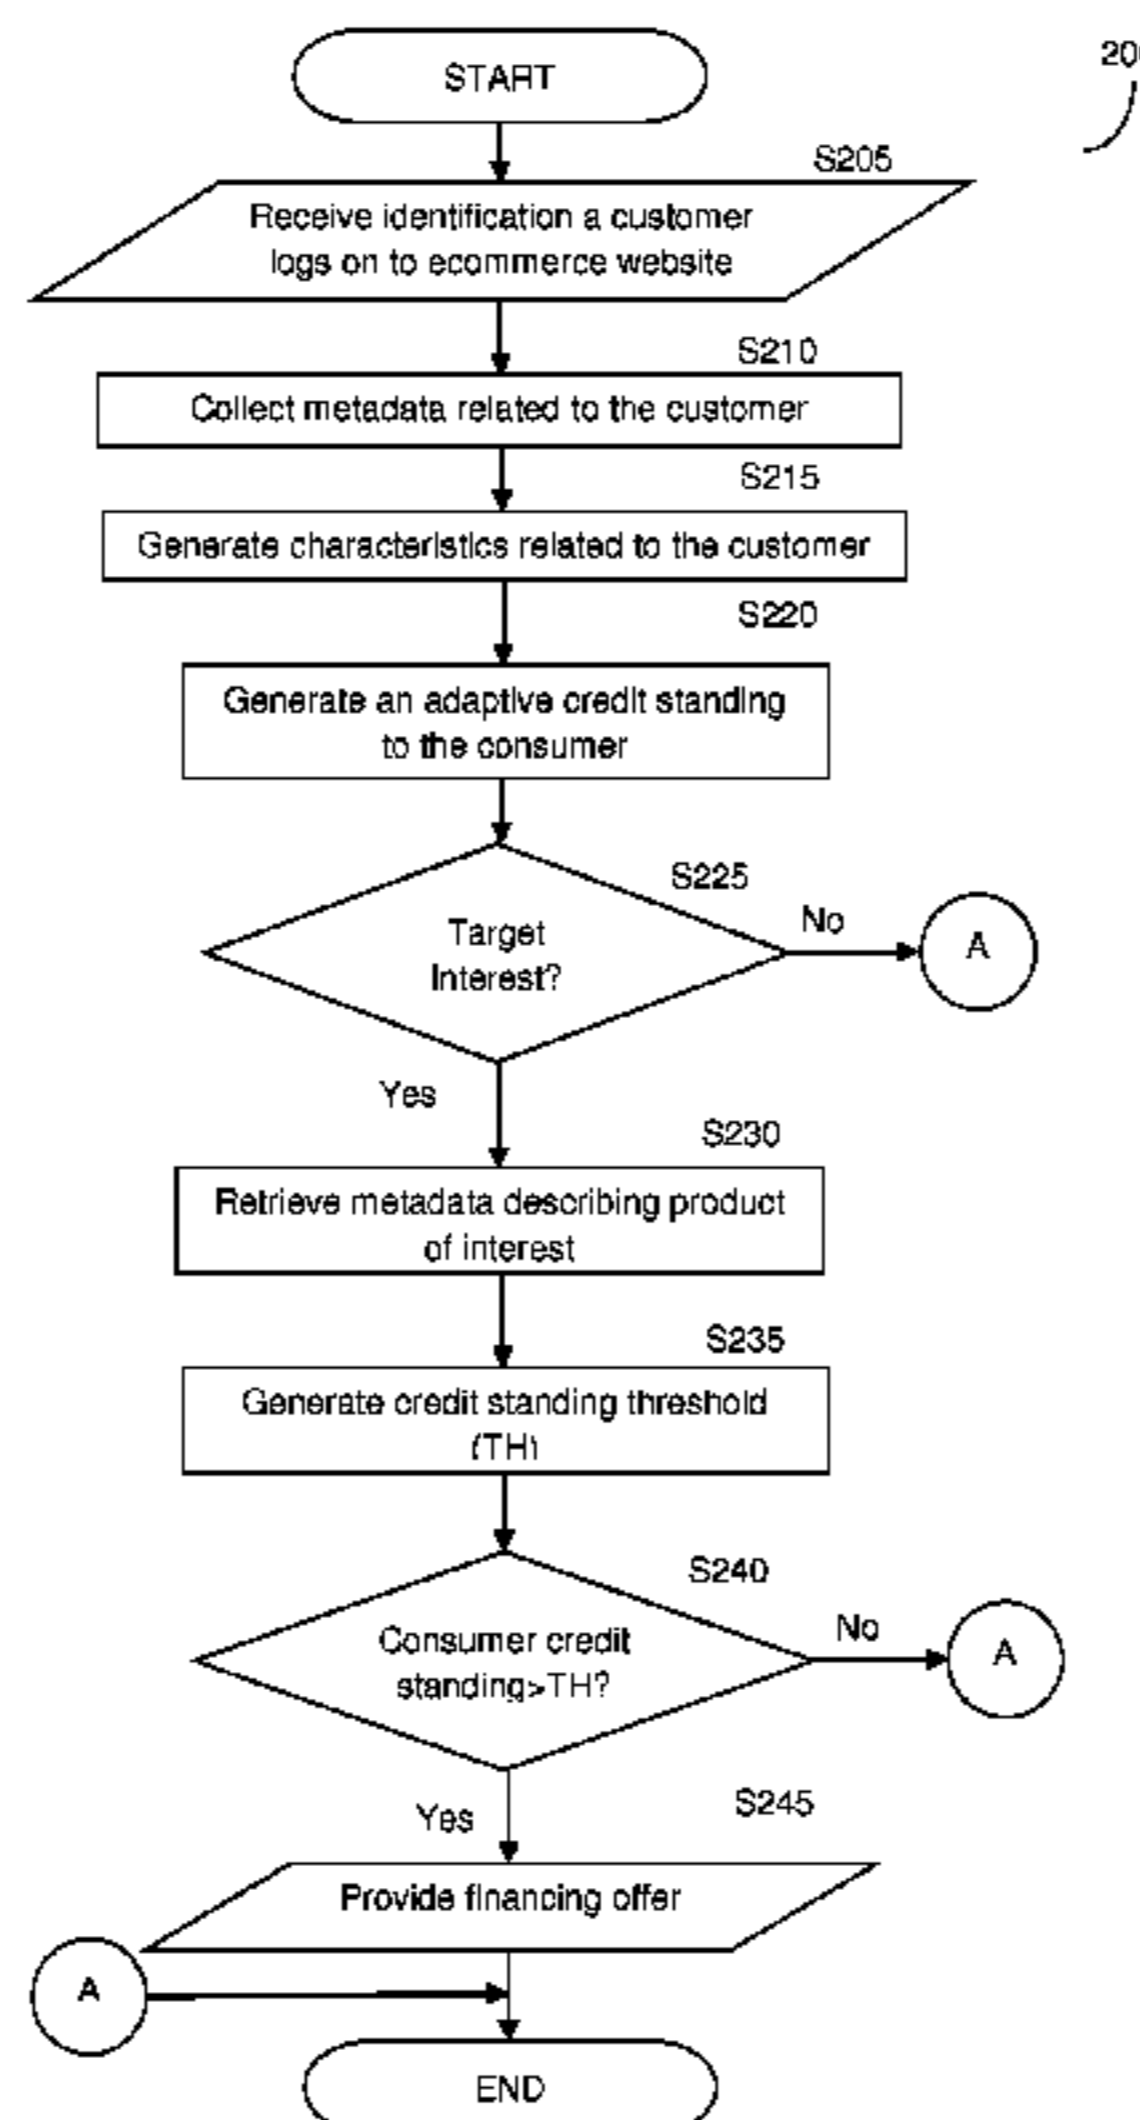 START
20
S205
Receive identification a customer
logs on to ecommerce website
S210
Collect metadata related to the customer
S215
Generate characteristics related to the customer
S220
Generate an adaptive credit standing
to the consumer
S225
Target
Interest?
No
A
Yes
S230
Retrieve metadata describing product
of interest
S235
Generate credit standing threshold
(TH)
S240
Consumer credit
standing>TH?
No
A
Yes
S245
Provide financing offer
A
END